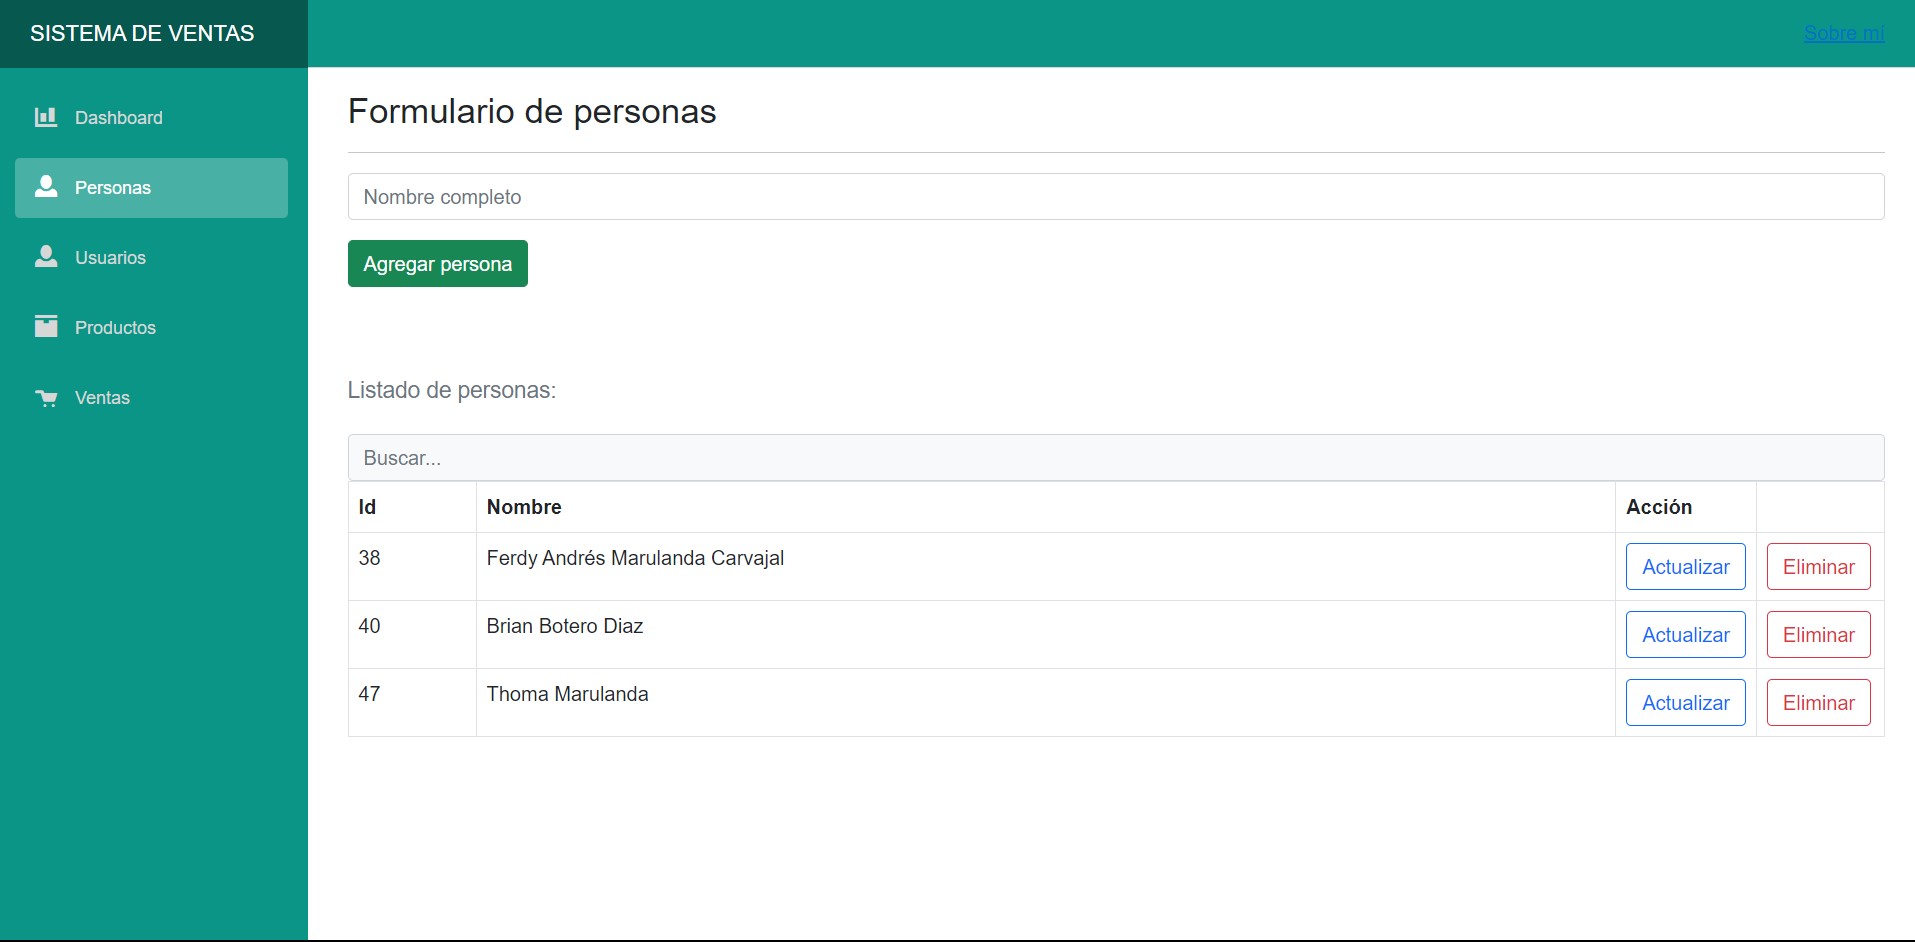 SISTEMA DE VENTAS
Sobre mí
Dashboard
Personas
Usuarios
Productos
Ventas
Formulario de personas
Nombre completo
Agregar persona
Listado de personas:
Buscar...
Id Nombre Acción
38 Ferdy Andrés Marulanda Carvajal Actualizar Eliminar
40 Brian Botero Diaz Actualizar Eliminar
47 Thoma Marulanda Actualizar Eliminar